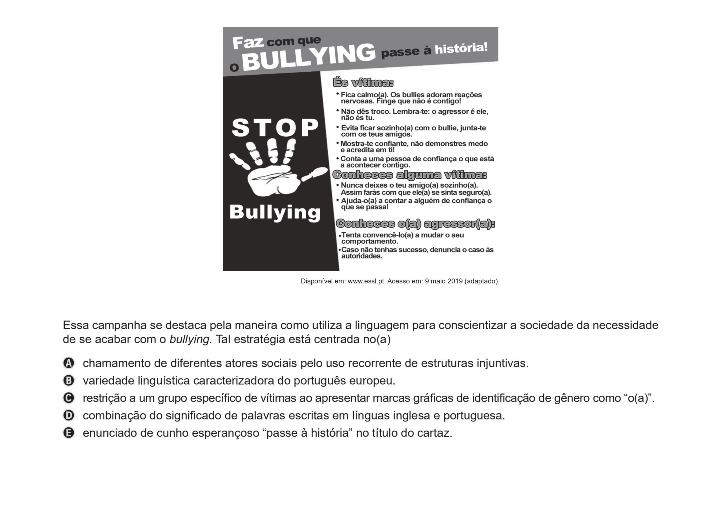 Faz com que
o BULLYING passe à história!
STOP
Bullying
És vítima:
• Fica calmo(a). Os bullies adoram reações
nervosas. Finge que não é contigo!
• Não dês troco. Lembra-te: o agressor é ele,
não és tu.
• Evita ficar sozinho(a) com o bullie, junta-te
com os teus amigos.
• Mostra-te confiante, não demonstres medo
e acredita em ti!
• Conta a uma pessoa de confiança o que está
a acontecer contigo.
Conheces alguma vítima:
• Nunca deixes o teu amigo(a) sozinho(a).
Assim farás com que ele(a) se sinta seguro(a).
• Ajuda-o(a) a contar a alguém de confiança o
que se passa!
Conheces o(a) agressor(a):
•Tenta convencê-lo(a) a mudar o seu
comportamento.
•Caso não tenhas sucesso, denuncia o caso às
autoridades.
Disponível em: www.essl.pt. Acesso em: 9 maio 2019 (adaptado).
Essa campanha se destaca pela maneira como utiliza a linguagem para conscientizar a sociedade da necessidade
de se acabar com o bullying. Tal estratégia está centrada no(a)
A chamamento de diferentes atores sociais pelo uso recorrente de estruturas injuntivas.
B variedade linguística caracterizadora do português europeu.
C restrição a um grupo específico de vítimas ao apresentar marcas gráficas de identificação de gênero como “o(a)”.
D combinação do significado de palavras escritas em línguas inglesa e portuguesa.
E enunciado de cunho esperançoso “passe à história” no título do cartaz.